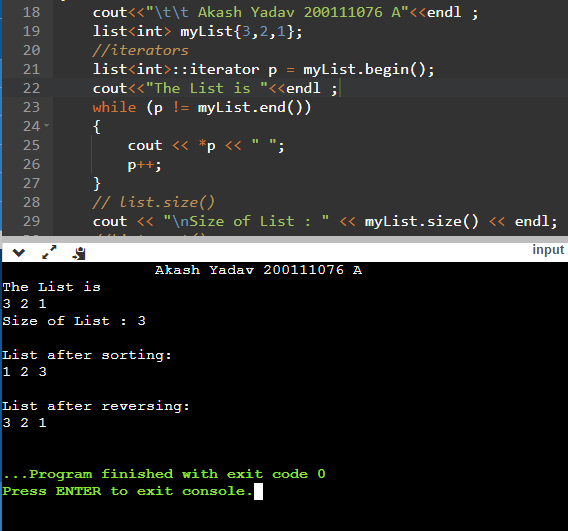 18 cout<<"\t\t Akash Yadav 200111076 A"<<endl ;
19 list<int> myList{3,2,1};
20 //iterators
21 list<int>::iterator p = myList.begin();
22 cout<<"The List is "<<endl ;
23 while (p != myList.end())
24 {
25 cout << *p << " ";
26 p++;
27 }
28 // list.size()
29 cout << "\nSize of List : " << myList.size() << endl;
input
Akash Yadav 200111076 A
The List is
3 2 1
Size of List : 3
List after sorting:
1 2 3
List after reversing:
3 2 1
...Program finished with exit code 0
Press ENTER to exit console.